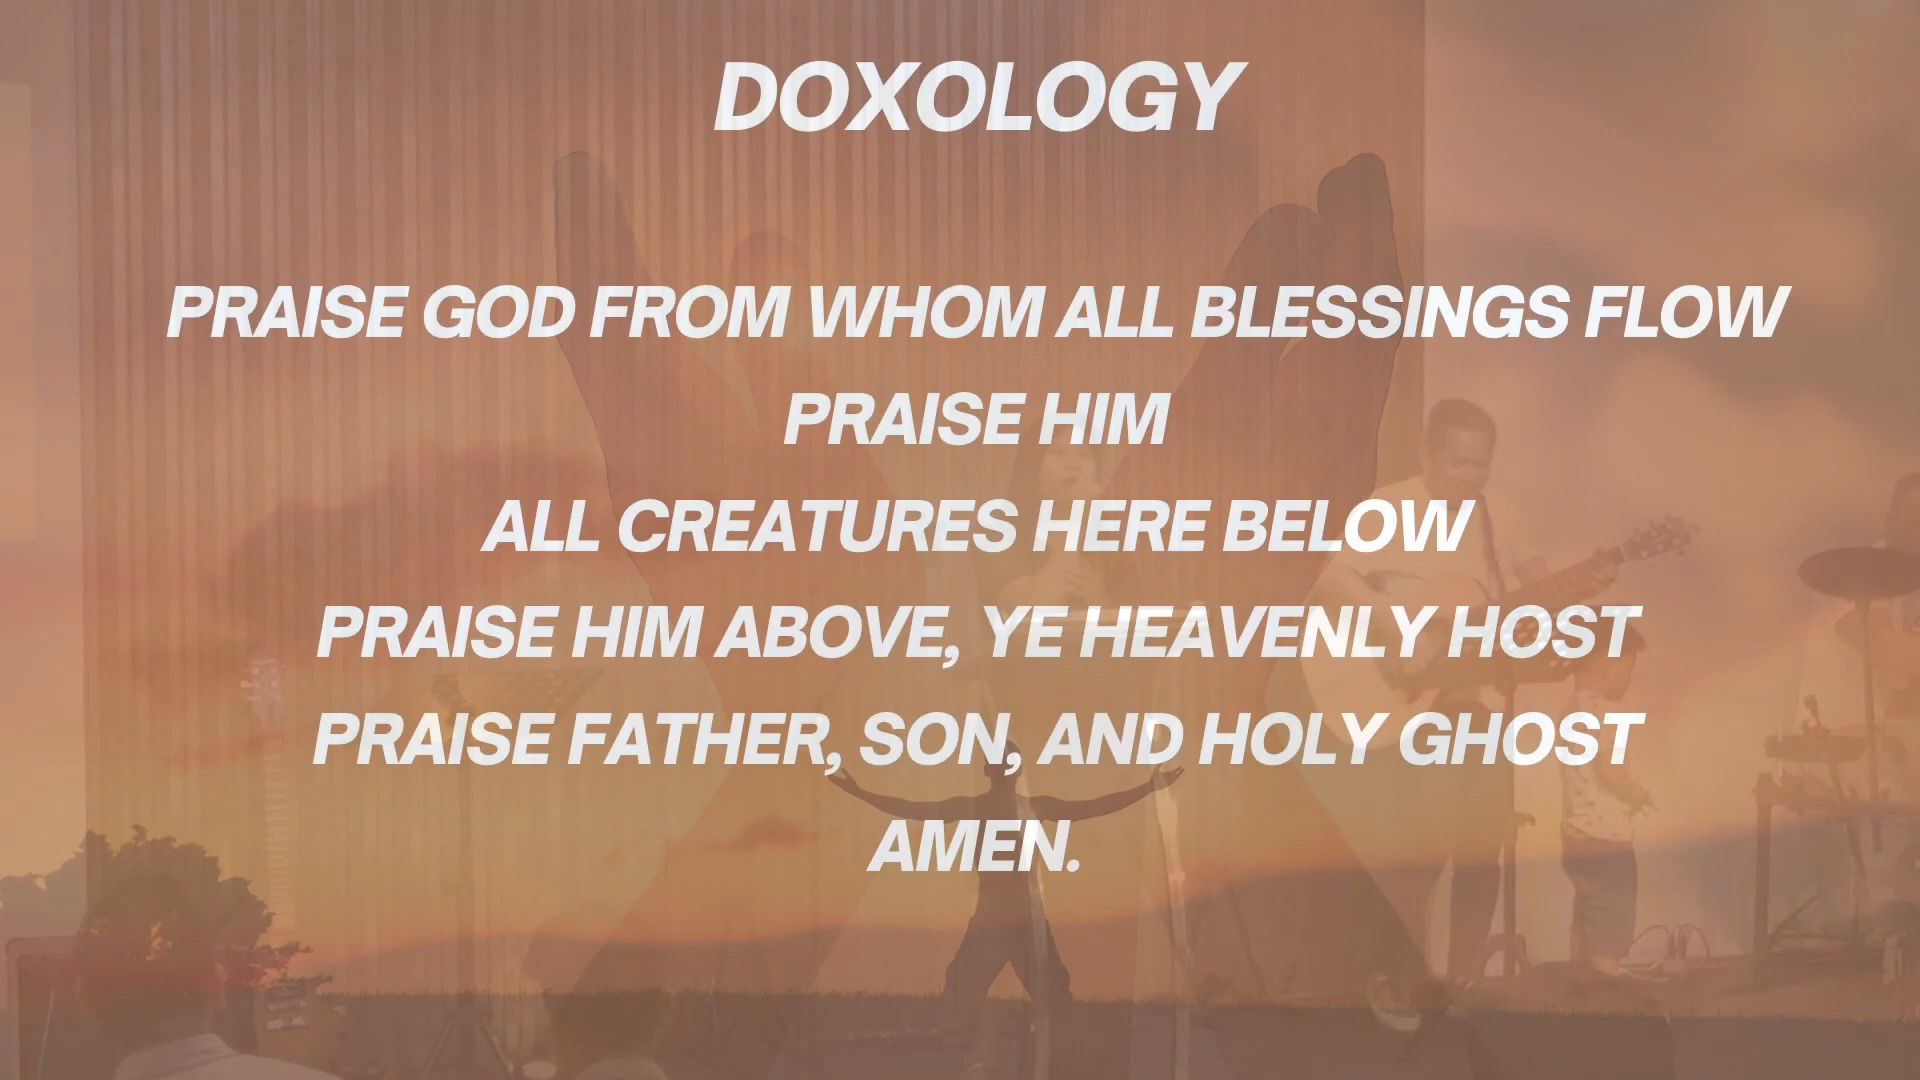 DOXOLOGY
PRAISE GOD FROM WHOM ALL BLESSINGS FLOW
PRAISE HIM
ALL CREATURES HERE BELOW
PRAISE HIM ABOVE, YE HEAVENLY HOST
PRAISE FATHER, SON, AND HOLY GHOST
AMEN.